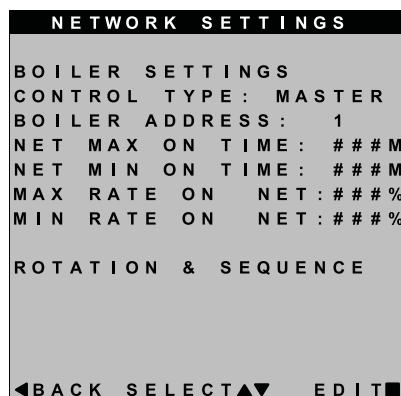 NETWORK SETTINGS
BOILER SETTINGS
CONTROL TYPE: MASTER
BOILER ADDRESS: 1
NET MAX ON TIME: ###M
NET MIN ON TIME: ###M
MAX RATE ON NET:###%
MIN RATE ON NET:###%
ROTATION & SEQUENCE
◀BACK SELECT▲▼ EDIT■